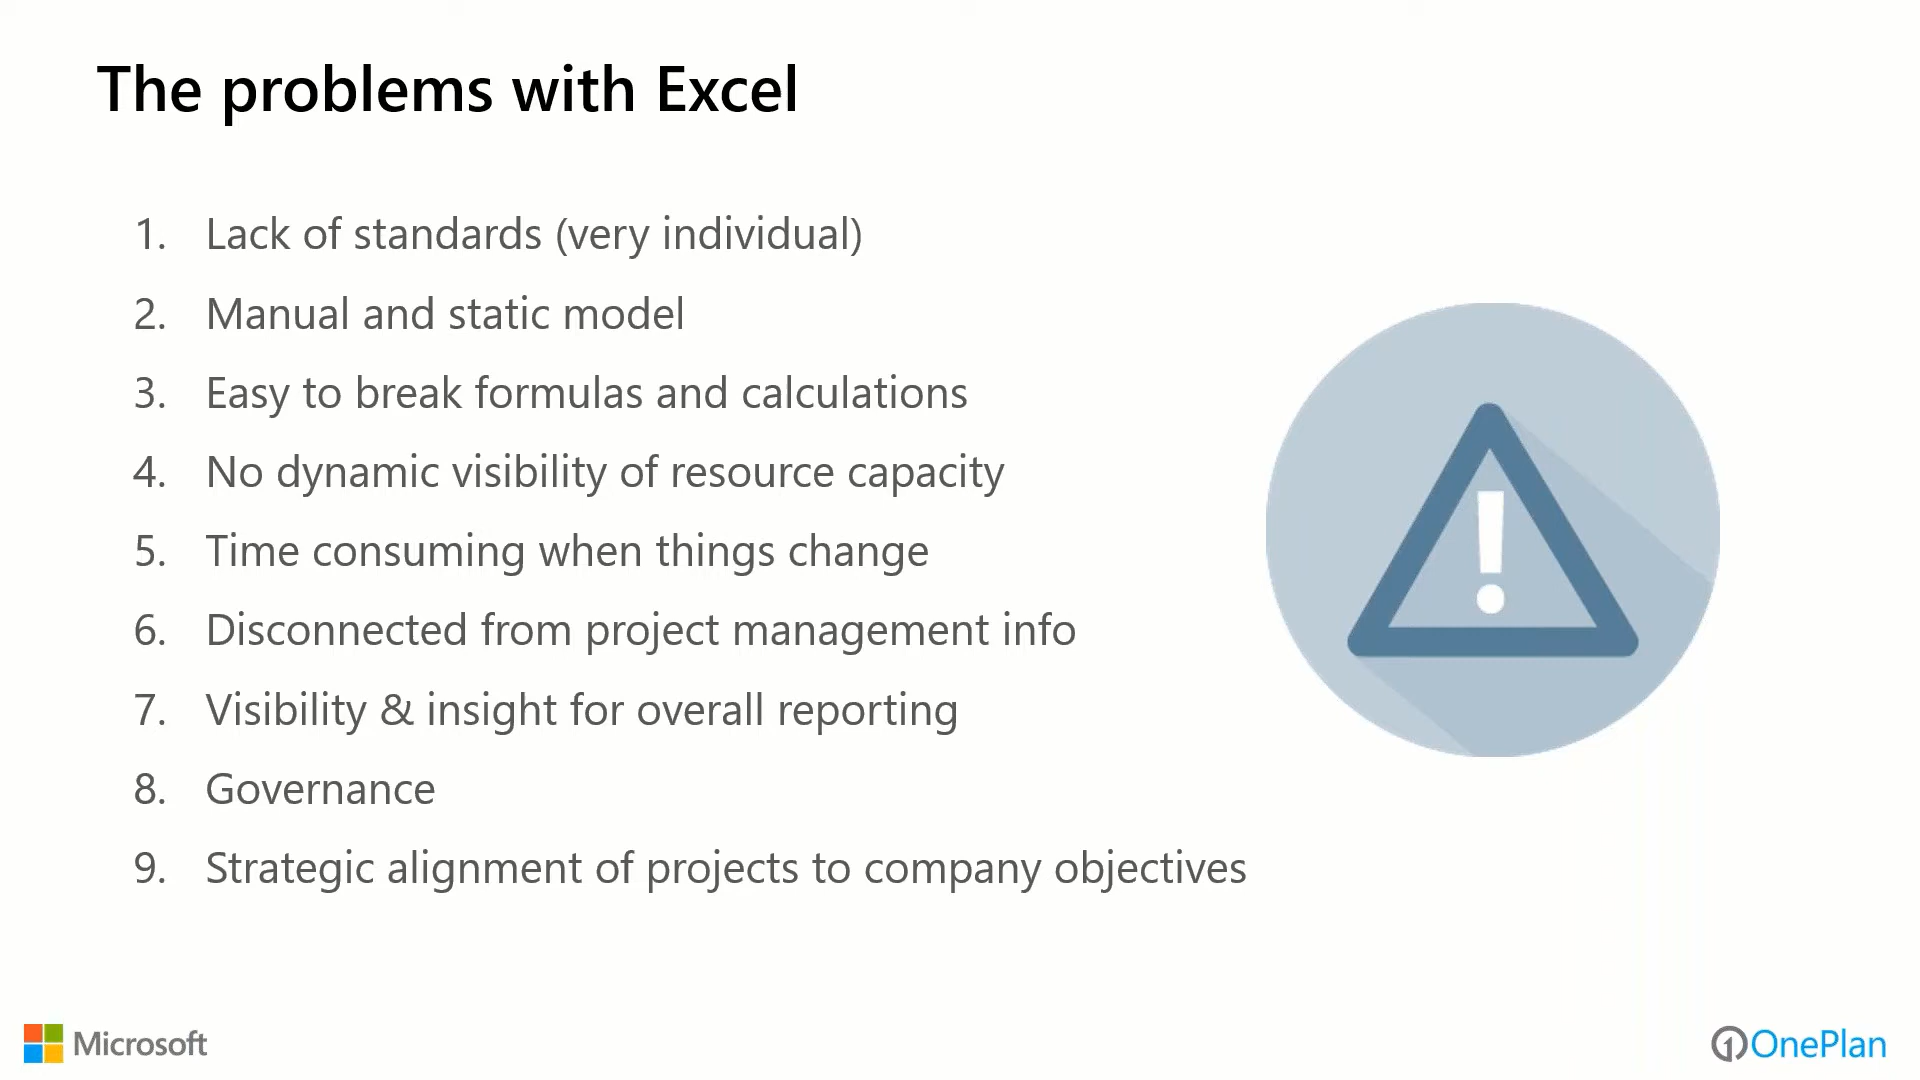 The problems with Excel
1. Lack of standards (very individual)
2. Manual and static model
3. Easy to break formulas and calculations
4. No dynamic visibility of resource capacity
5. Time consuming when things change
6. Disconnected from project management info
7. Visibility & insight for overall reporting
8. Governance
9. Strategic alignment of projects to company objectives
Microsoft
OnePlan